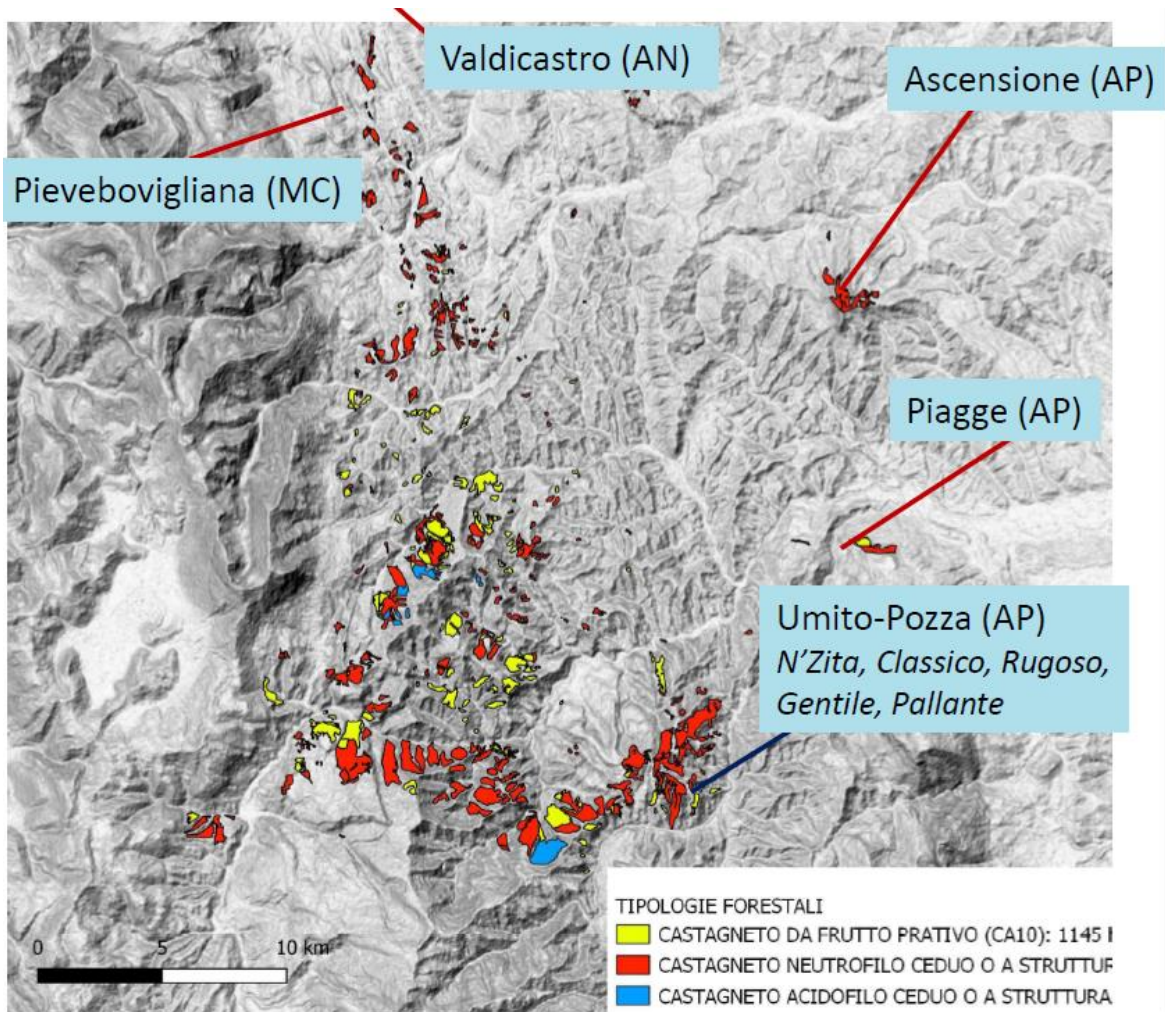 Valdicastro (AN)
Ascensione (AP)
Pievebovigliana (MC)
Piagge (AP)
Umito-Pozza (AP)
N'Zita, Classico, Rugoso,
Gentile, Pallante
0 5 10 km
TIPOLOGIE FORESTALI
CASTAGNETO DA FRUTTO PRATIVO (CA10): 1145
CASTAGNETO NEUTROFILO CEDUO O A STRUTTUR
CASTAGNETO ACIDOFILO CEDUO O A STRUTTURA